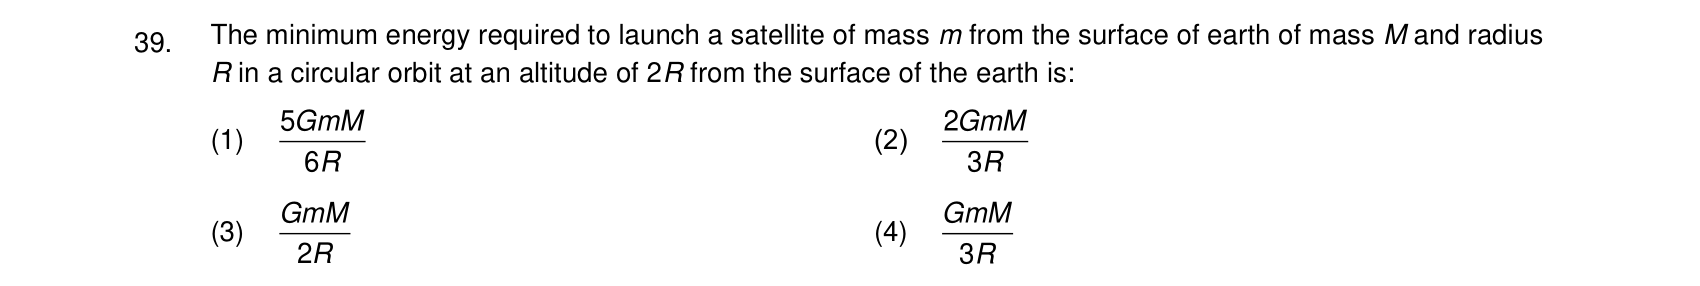 39. The minimum energy required to launch a satellite of mass m from the surface of earth of mass M and radius
R in a circular orbit at an altitude of 2R from the surface of the earth is:
(1) 5GmM/6R (2) 2GmM/3R
(3) GmM/2R (4) GmM/3R